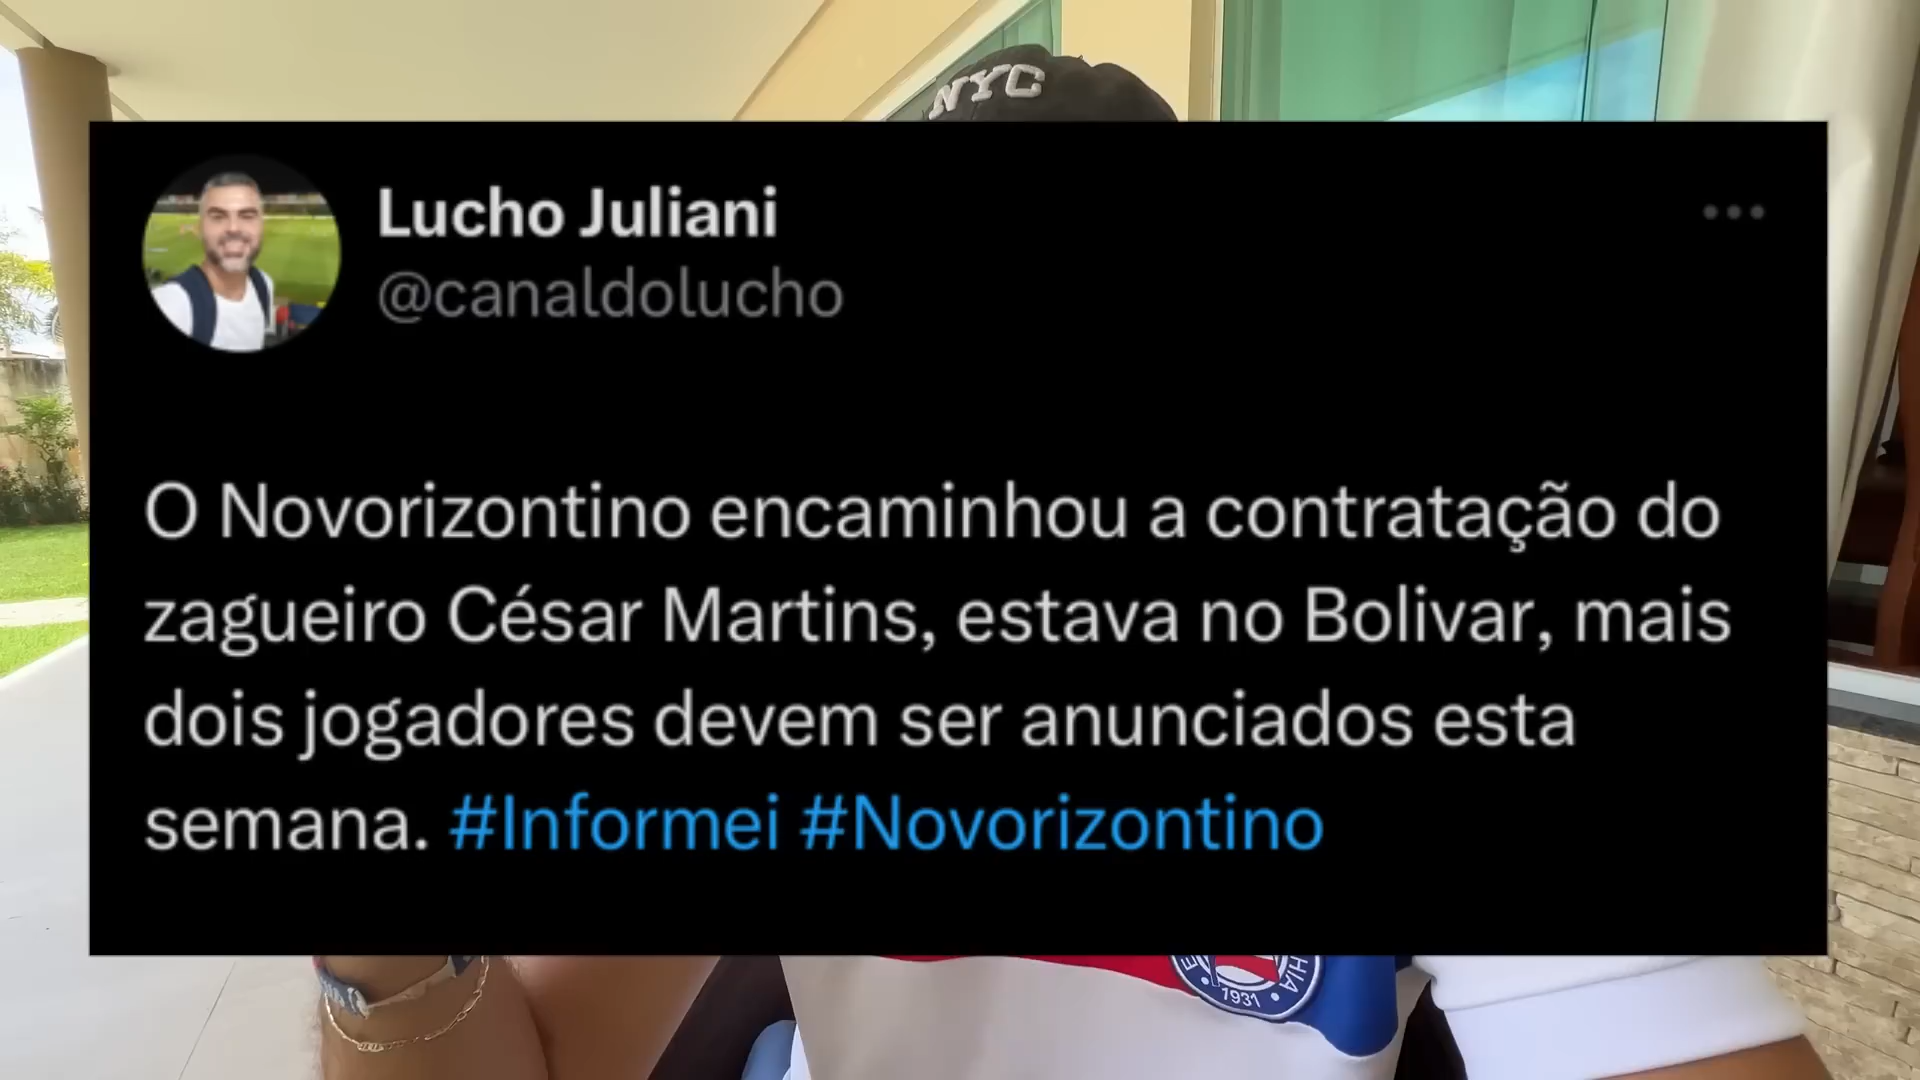 NYC
Lucho Juliani
@canaldolucho
O Novorizontino encaminhou a contratação do
zagueiro César Martins, estava no Bolivar, mais
dois jogadores devem ser anunciados esta
semana. #Informei #Novorizontino
HIA
1931